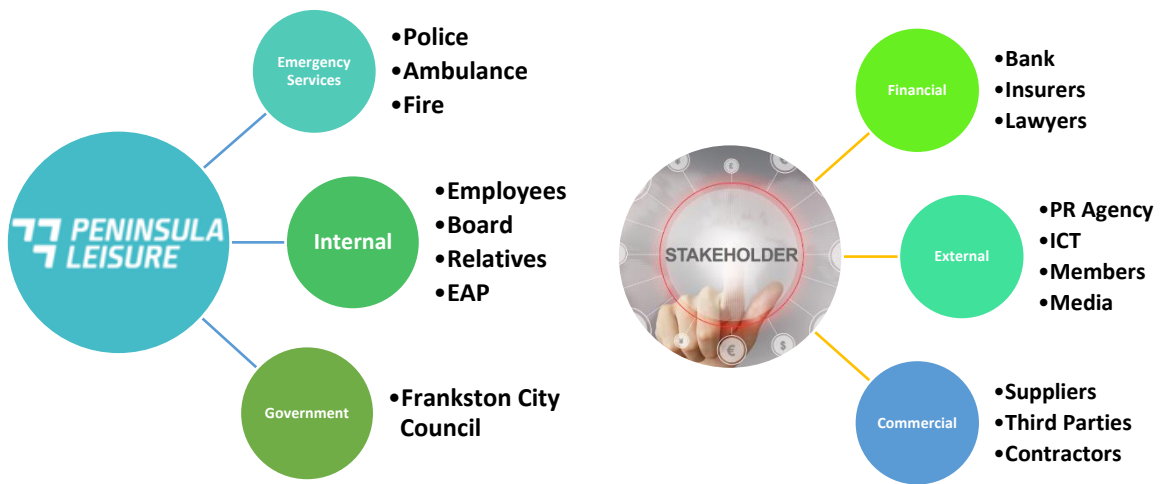 Emergency
Services
•Police
•Ambulance
•Fire
PENINSULA
LEISURE
Internal
•Employees
•Board
•Relatives
•EAP
Government
•Frankston City
Council
STAKEHOLDER
Financial
•Bank
•Insurers
•Lawyers
External
•PR Agency
•ICT
•Members
•Media
Commercial
•Suppliers
•Third Parties
•Contractors
£
€
$